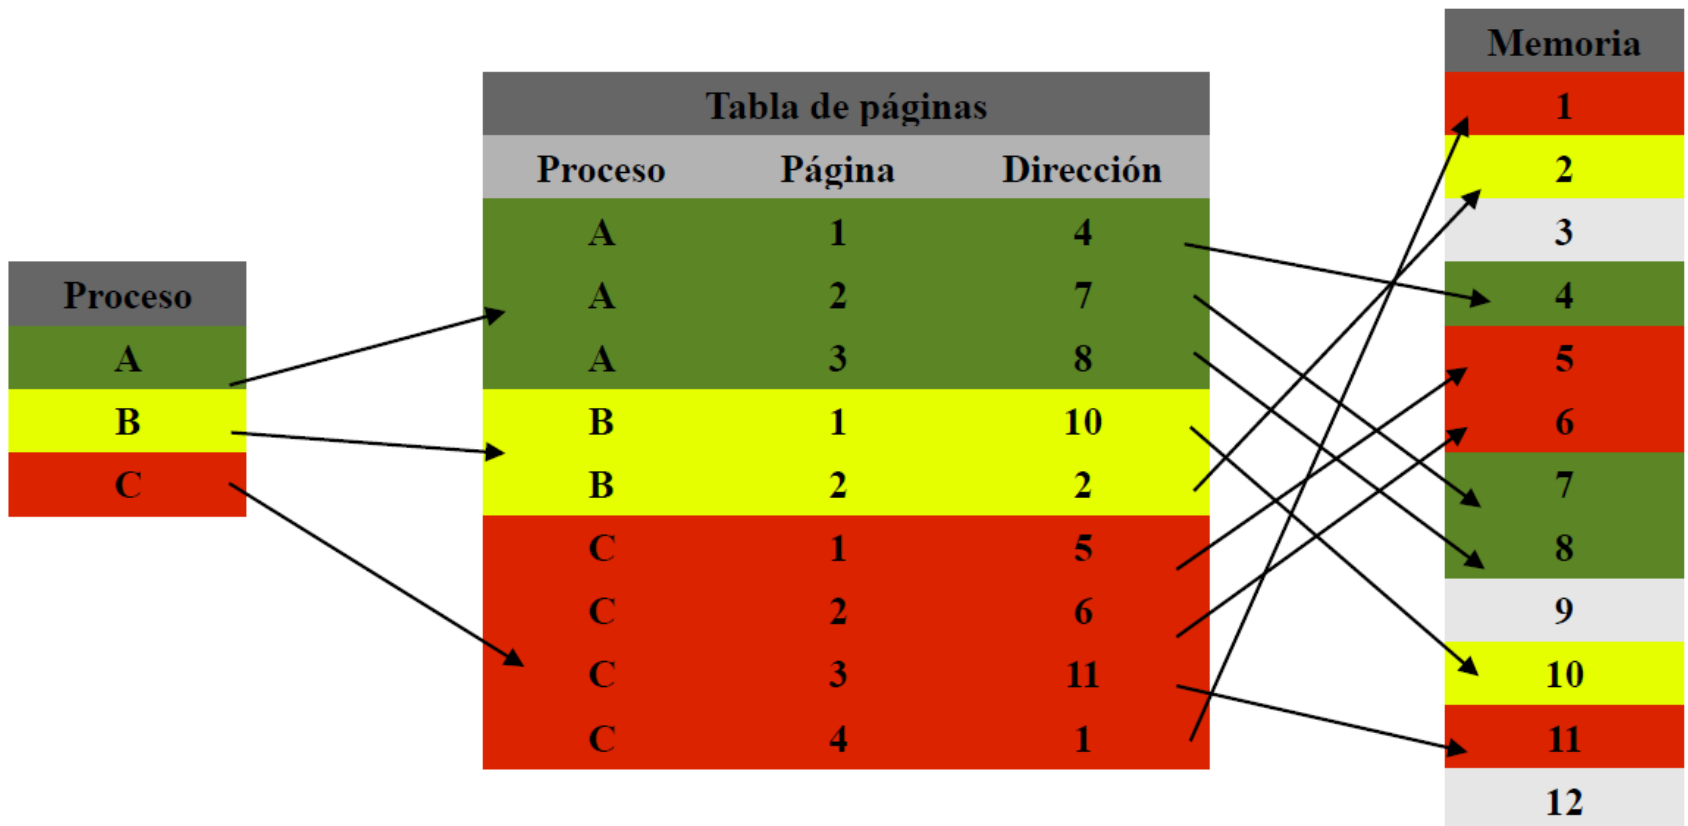 Proceso
A
B
C
Tabla de páginas
Proceso Página Dirección
A 1 4
A 2 7
A 3 8
B 1 10
B 2 2
C 1 5
C 2 6
C 3 11
C 4 1
Memoria
1
2
3
4
5
6
7
8
9
10
11
12